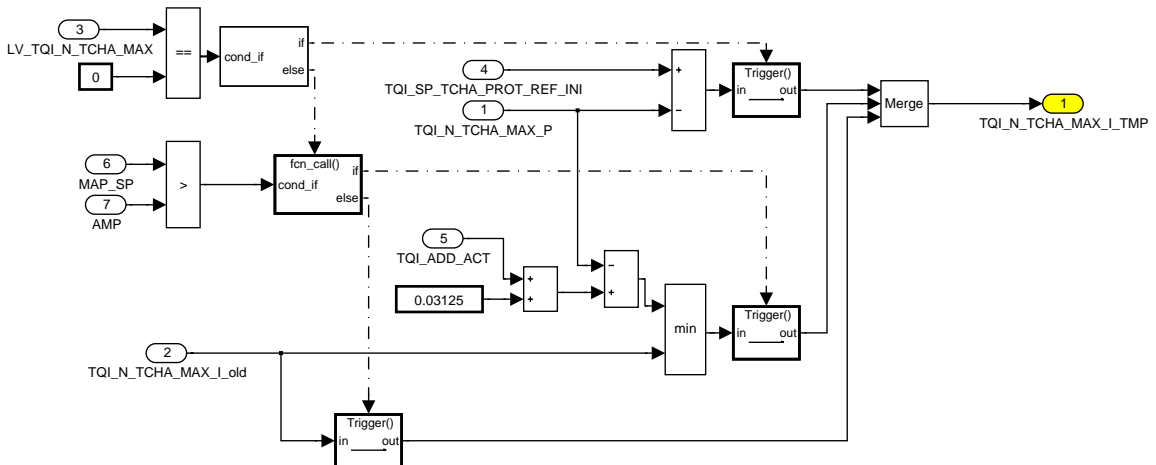 3
LV_TQI_N_TCHA_MAX
0
==
cond_if
if
else
4
TQI_SP_TCHA_PROT_REF_INI
1
TQI_N_TCHA_MAX_P
+
−
Trigger()
in
out
Merge
1
TQI_N_TCHA_MAX_I_TMP
6
MAP_SP
7
AMP
>
fcn_call()
cond_if
if
else
5
TQI_ADD_ACT
0.03125
+
+
−
+
min
Trigger()
in
out
2
TQI_N_TCHA_MAX_I_old
Trigger()
in
out